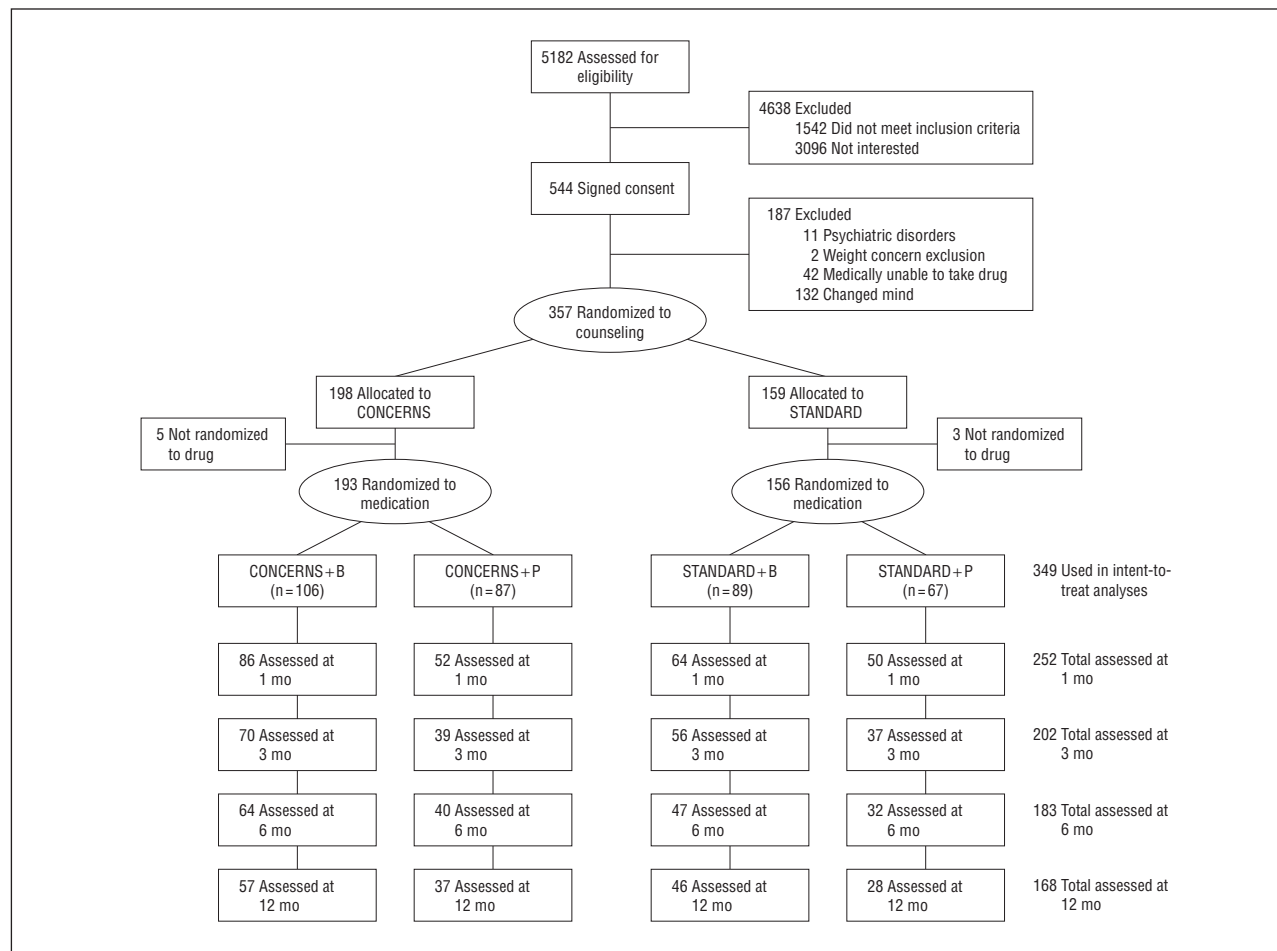 5182 Assessed for
eligibility
4638 Excluded
1542 Did not meet inclusion criteria
3096 Not interested
544 Signed consent
187 Excluded
11 Psychiatric disorders
2 Weight concern exclusion
42 Medically unable to take drug
132 Changed mind
357 Randomized to
counseling
198 Allocated to
CONCERNS
159 Allocated to
STANDARD
5 Not randomized
to drug
3 Not randomized
to drug
193 Randomized to
medication
156 Randomized to
medication
CONCERNS+B
(n=106)
CONCERNS+P
(n=87)
STANDARD+B
(n=89)
STANDARD+P
(n=67)
349 Used in intent-to-
treat analyses
86 Assessed at
1 mo
52 Assessed at
1 mo
64 Assessed at
1 mo
50 Assessed at
1 mo
252 Total assessed at
1 mo
70 Assessed at
3 mo
39 Assessed at
3 mo
56 Assessed at
3 mo
37 Assessed at
3 mo
202 Total assessed at
3 mo
64 Assessed at
6 mo
40 Assessed at
6 mo
47 Assessed at
6 mo
32 Assessed at
6 mo
183 Total assessed at
6 mo
57 Assessed at
12 mo
37 Assessed at
12 mo
46 Assessed at
12 mo
28 Assessed at
12 mo
168 Total assessed at
12 mo